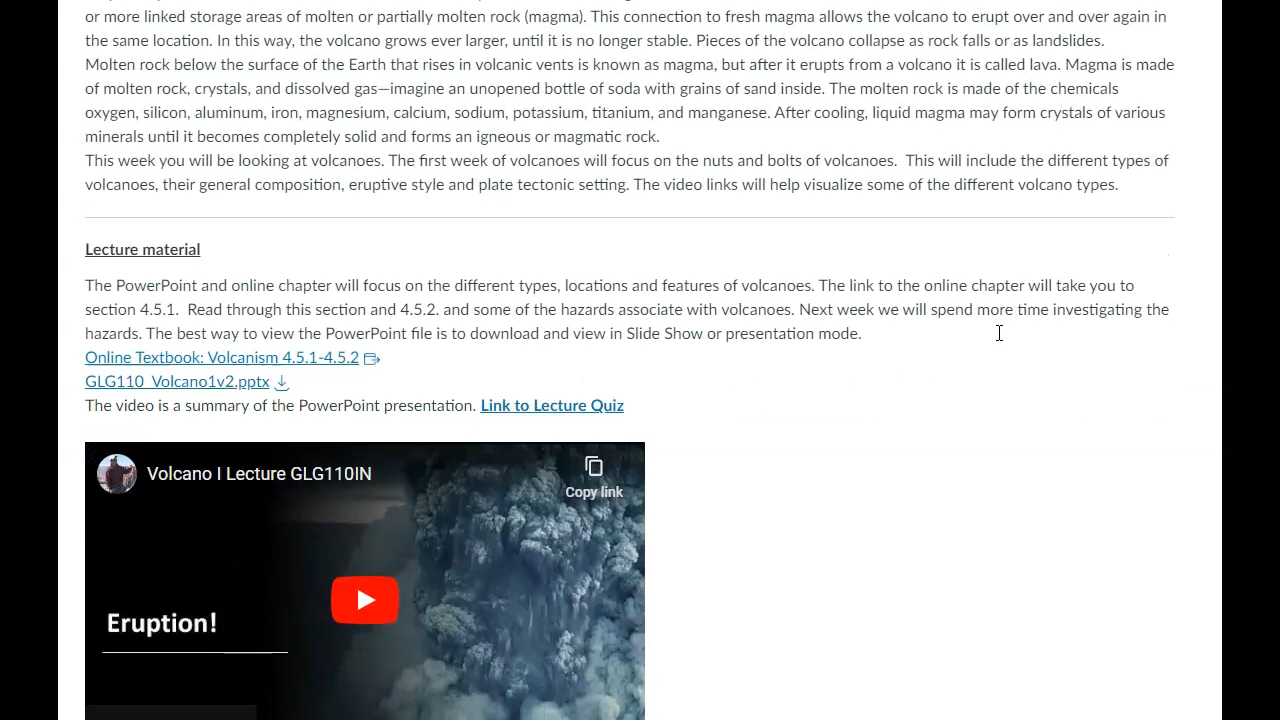 or more linked storage areas of molten or partially molten rock (magma). This connection to fresh magma allows the volcano to erupt over and over again in
the same location. In this way, the volcano grows ever larger, until it is no longer stable. Pieces of the volcano collapse as rock falls or as landslides.
Molten rock below the surface of the Earth that rises in volcanic vents is known as magma, but after it erupts from a volcano it is called lava. Magma is made
of molten rock, crystals, and dissolved gas—imagine an unopened bottle of soda with grains of sand inside. The molten rock is made of the chemicals
oxygen, silicon, aluminum, iron, magnesium, calcium, sodium, potassium, titanium, and manganese. After cooling, liquid magma may form crystals of various
minerals until it becomes completely solid and forms an igneous or magmatic rock.
This week you will be looking at volcanoes. The first week of volcanoes will focus on the nuts and bolts of volcanoes.  This will include the different types of
volcanoes, their general composition, eruptive style and plate tectonic setting. The video links will help visualize some of the different volcano types.
Lecture material
The PowerPoint and online chapter will focus on the different types, locations and features of volcanoes. The link to the online chapter will take you to
section 4.5.1.  Read through this section and 4.5.2. and some of the hazards associate with volcanoes. Next week we will spend more time investigating the
hazards. The best way to view the PowerPoint file is to download and view in Slide Show or presentation mode.
Online Textbook: Volcanism 4.5.1-4.5.2
GLG110_Volcano1v2.pptx
The video is a summary of the PowerPoint presentation. Link to Lecture Quiz
Volcano I Lecture GLG110IN
Copy link
Eruption!